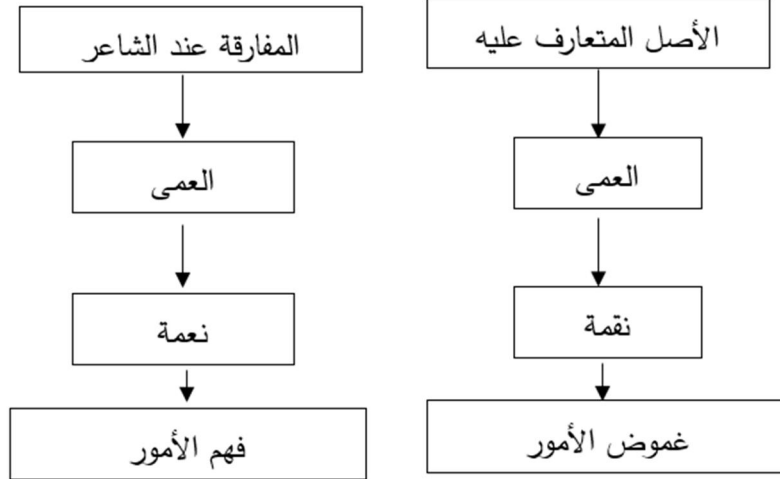 الأصل المتعارف عليه
المفارقة عند الشاعر
العمى
العمى
نقمة
نعمة
غموض الأمور
فهم الأمور